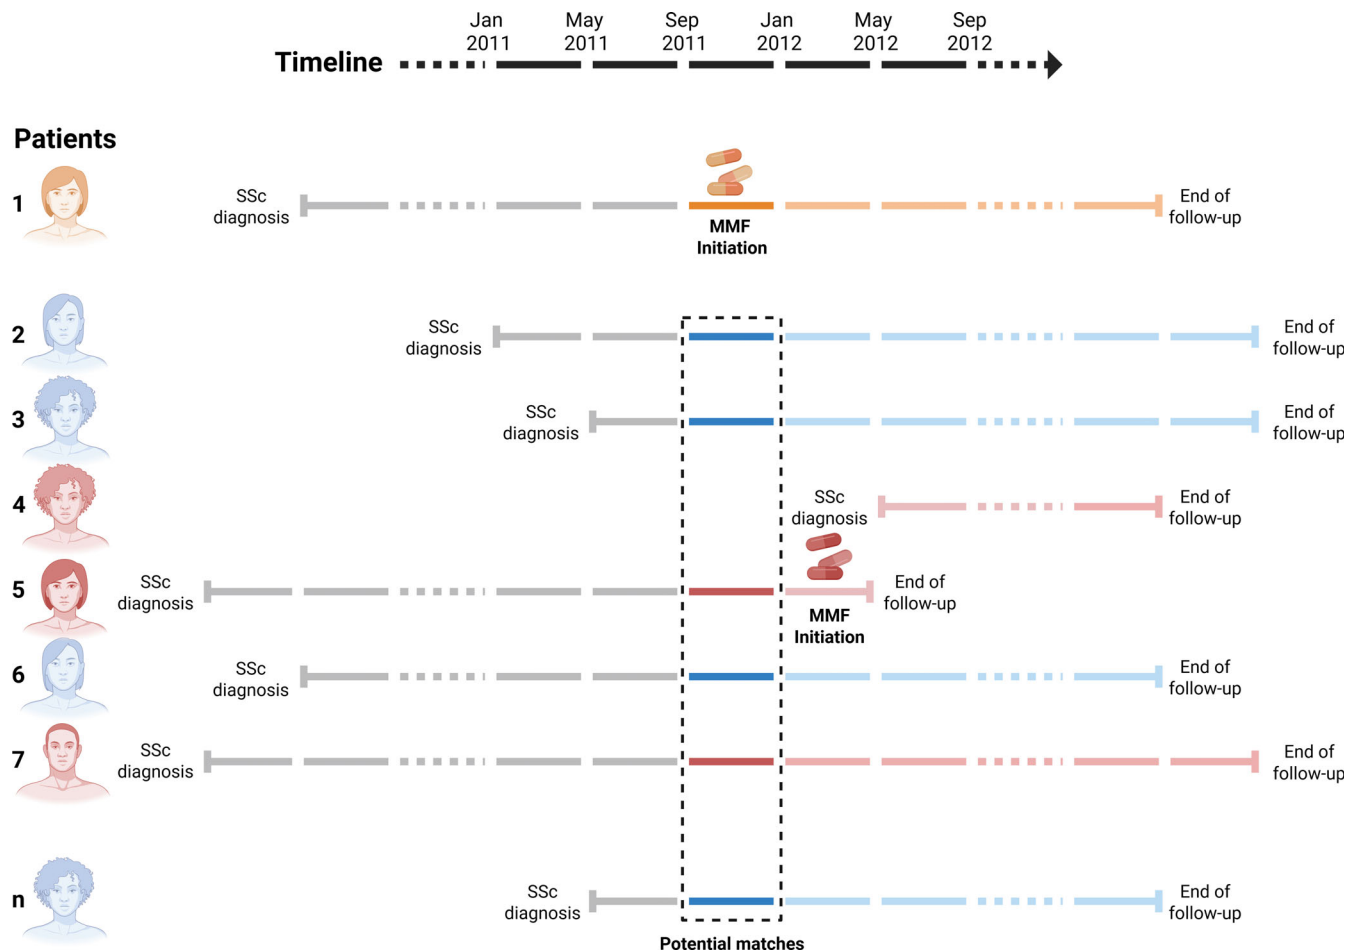 Jan
2011
May
2011
Sep
2011
Jan
2012
May
2012
Sep
2012
Timeline
Patients
1
SSc
diagnosis
MMF
Initiation
End of
follow-up
2
SSc
diagnosis
End of
follow-up
3
SSc
diagnosis
End of
follow-up
4
SSc
diagnosis
End of
follow-up
5
SSc
diagnosis
MMF
Initiation
End of
follow-up
6
SSc
diagnosis
End of
follow-up
7
SSc
diagnosis
End of
follow-up
n
SSc
diagnosis
End of
follow-up
Potential matches